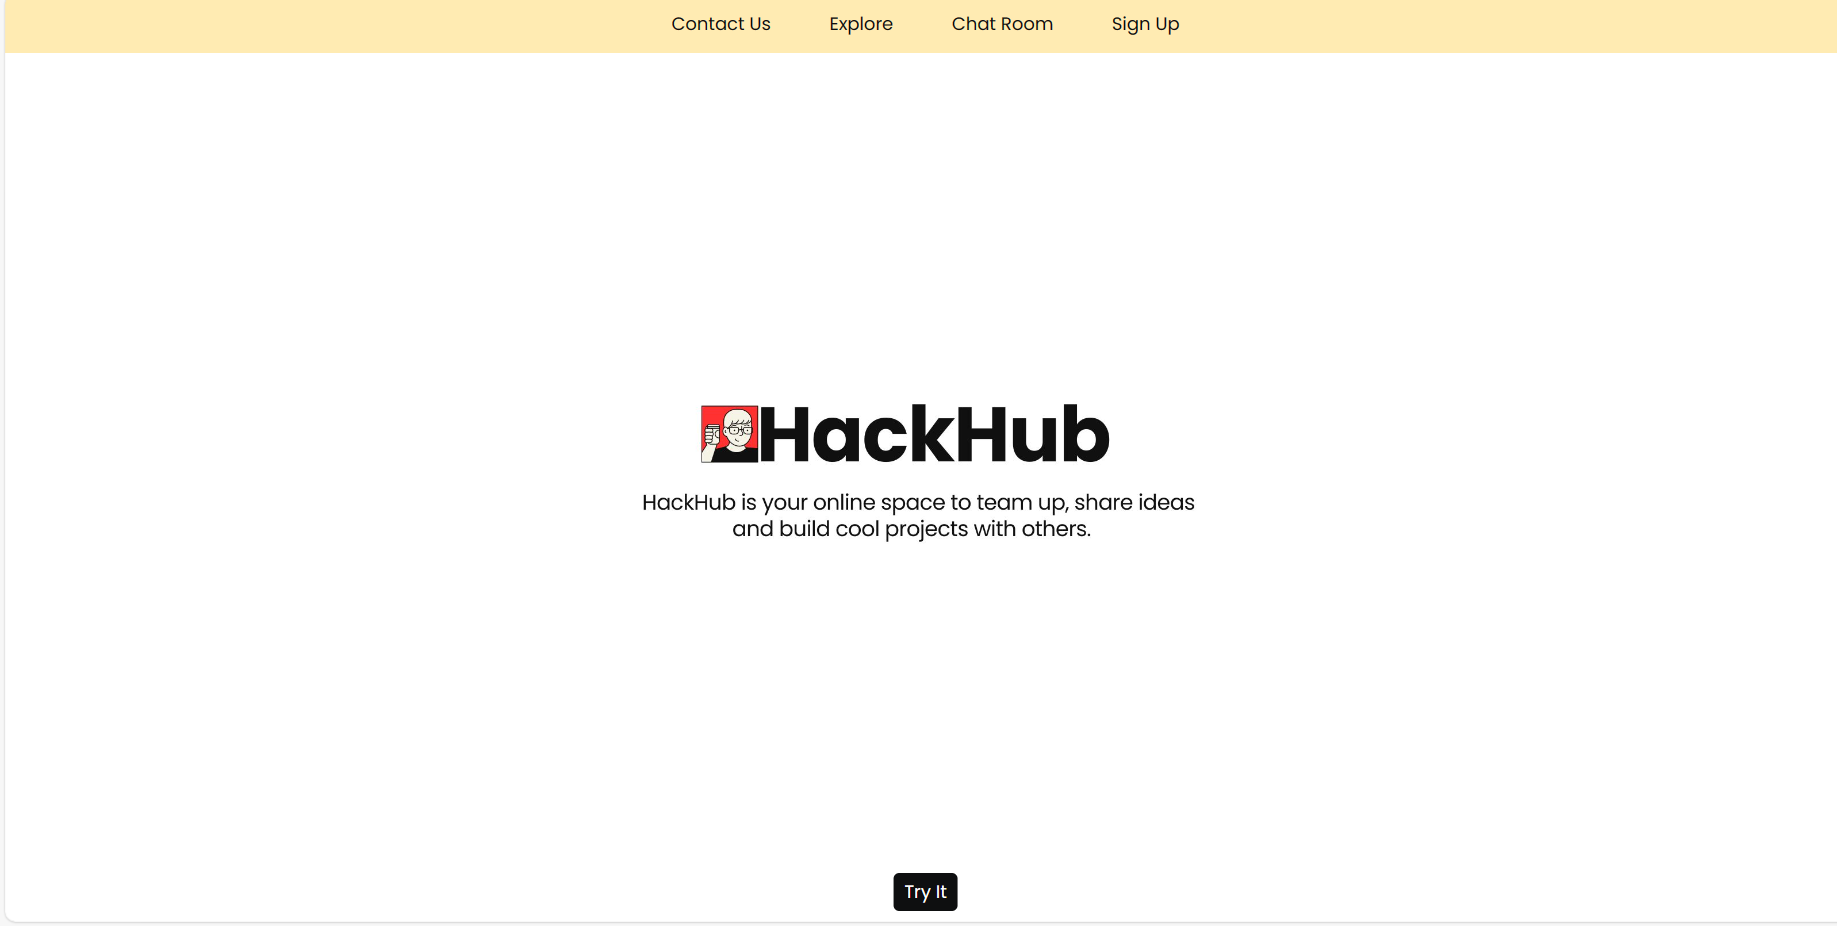 Contact Us Explore Chat Room Sign Up
HackHub
HackHub is your online space to team up, share ideas
and build cool projects with others.
Try It